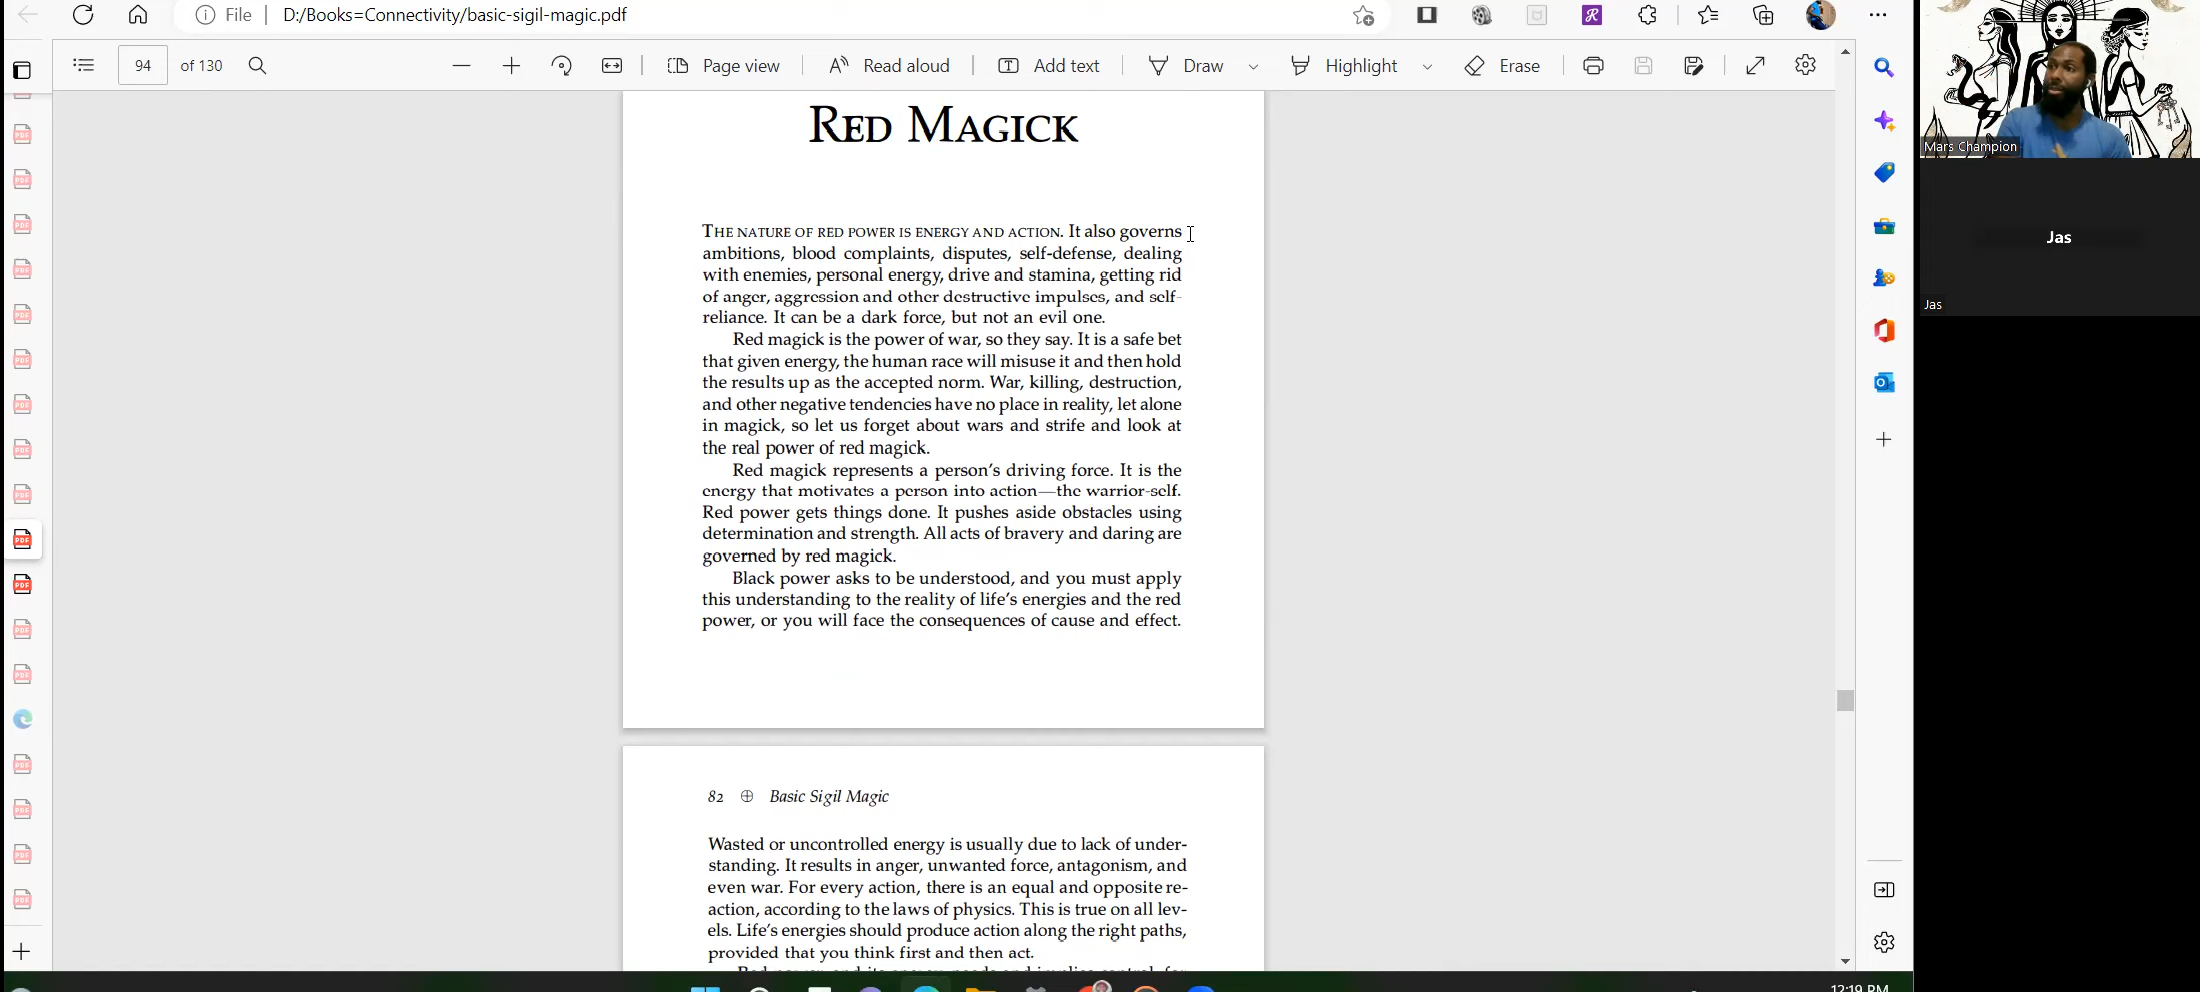 File
D:/Books=Connectivity/basic-sigil-magic.pdf
94 of 130
Page view
Read aloud
Add text
Draw
Highlight
Erase
RED MAGICK
THE NATURE OF RED POWER IS ENERGY AND ACTION. It also governs
ambitions, blood complaints, disputes, self-defense, dealing
with enemies, personal energy, drive and stamina, getting rid
of anger, aggression and other destructive impulses, and self-
reliance. It can be a dark force, but not an evil one.
Red magick is the power of war, so they say. It is a safe bet
that given energy, the human race will misuse it and then hold
the results up as the accepted norm. War, killing, destruction,
and other negative tendencies have no place in reality, let alone
in magick, so let us forget about wars and strife and look at
the real power of red magick.
Red magick represents a person's driving force. It is the
energy that motivates a person into action—the warrior-self.
Red power gets things done. It pushes aside obstacles using
determination and strength. All acts of bravery and daring are
governed by red magick.
Black power asks to be understood, and you must apply
this understanding to the reality of life's energies and the red
power, or you will face the consequences of cause and effect.
82 ⊕ Basic Sigil Magic
Wasted or uncontrolled energy is usually due to lack of under-
standing. It results in anger, unwanted force, antagonism, and
even war. For every action, there is an equal and opposite re-
action, according to the laws of physics. This is true on all lev-
els. Life's energies should produce action along the right paths,
provided that you think first and then act.
Mars Champion
Jas
Jas
12:19 PM